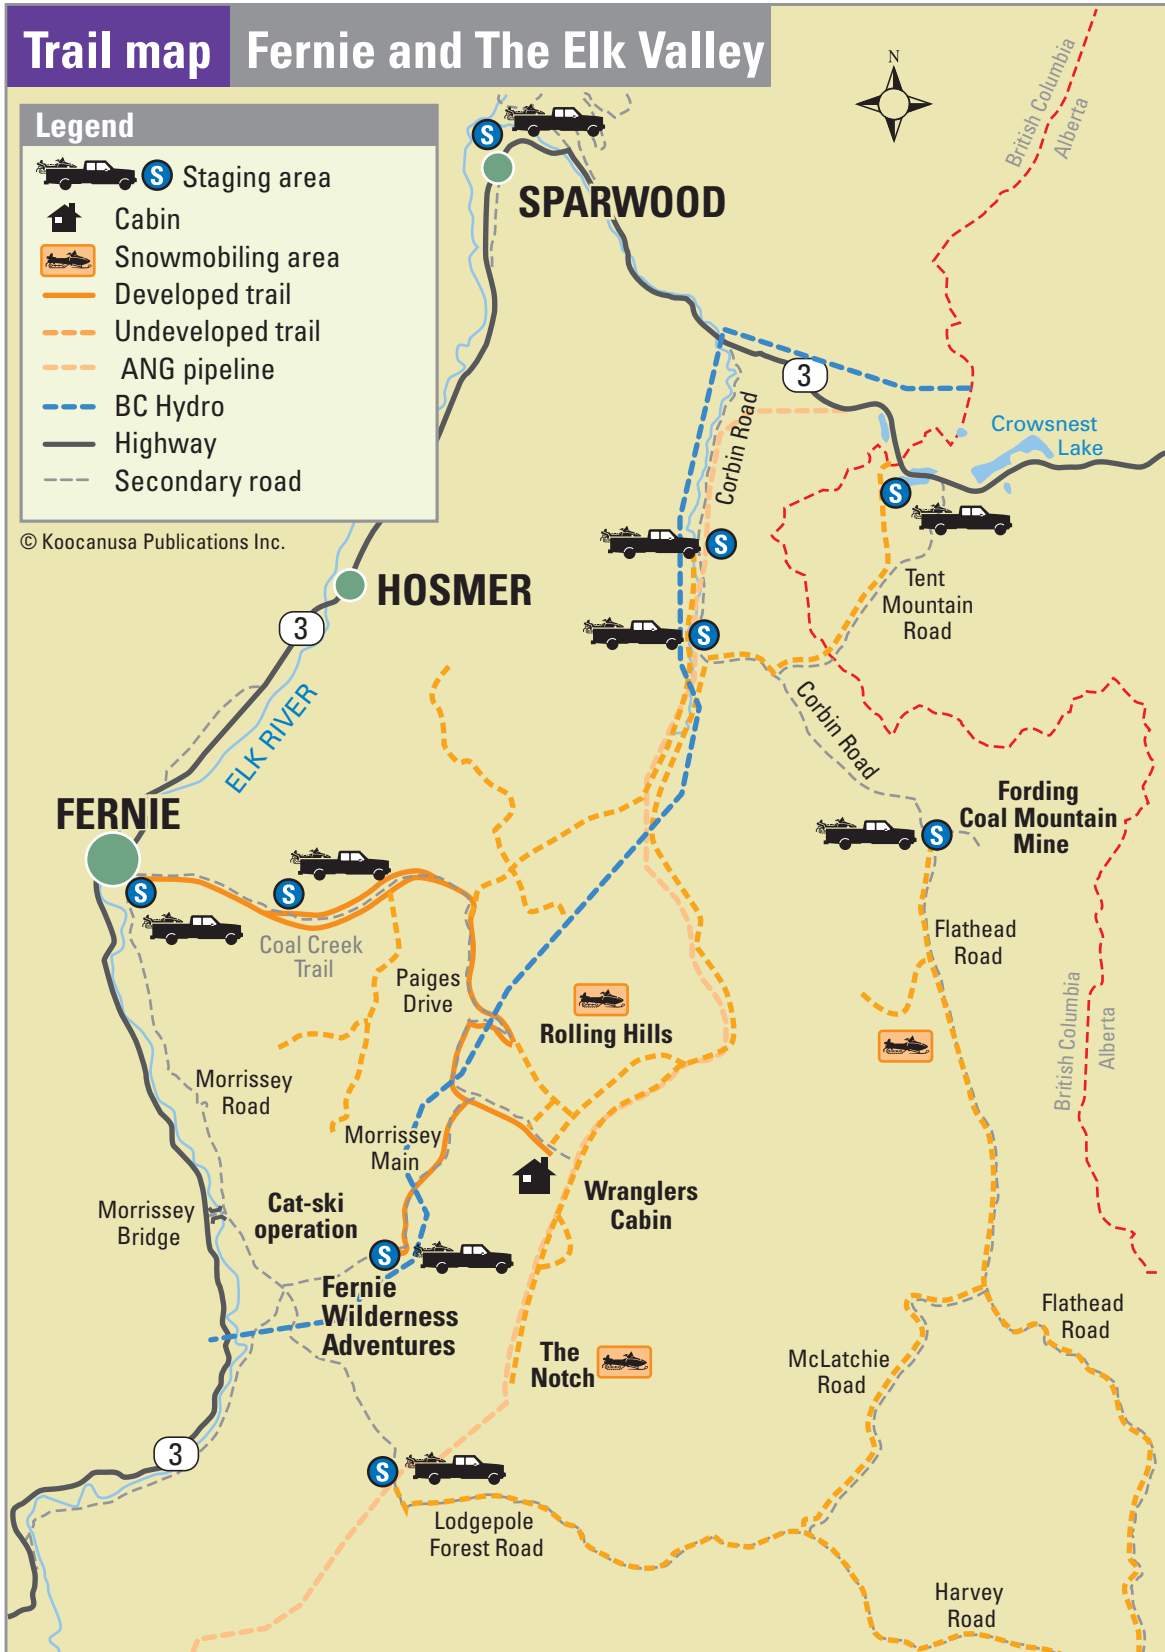 Trail map
Fernie and The Elk Valley
N
British Columbia
Alberta
Legend
S
Staging area
Cabin
Snowmobiling area
Developed trail
Undeveloped trail
ANG pipeline
BC Hydro
Highway
Secondary road
© Koocanusa Publications Inc.
S
SPARWOOD
3
Corbin Road
Crowsnest
Lake
S
S
Tent
Mountain
Road
HOSMER
3
S
ELK RIVER
Corbin Road
Fording
Coal Mountain
Mine
S
FERNIE
S
S
Coal Creek
Trail
Paiges
Drive
Flathead
Road
Rolling Hills
British Columbia
Alberta
Morrissey
Road
Morrissey
Main
Wranglers
Cabin
Cat-ski
operation
Morrissey
Bridge
S
Fernie
Wilderness
Adventures
Flathead
Road
The
Notch
McLatchie
Road
3
S
Lodgepole
Forest Road
Harvey
Road